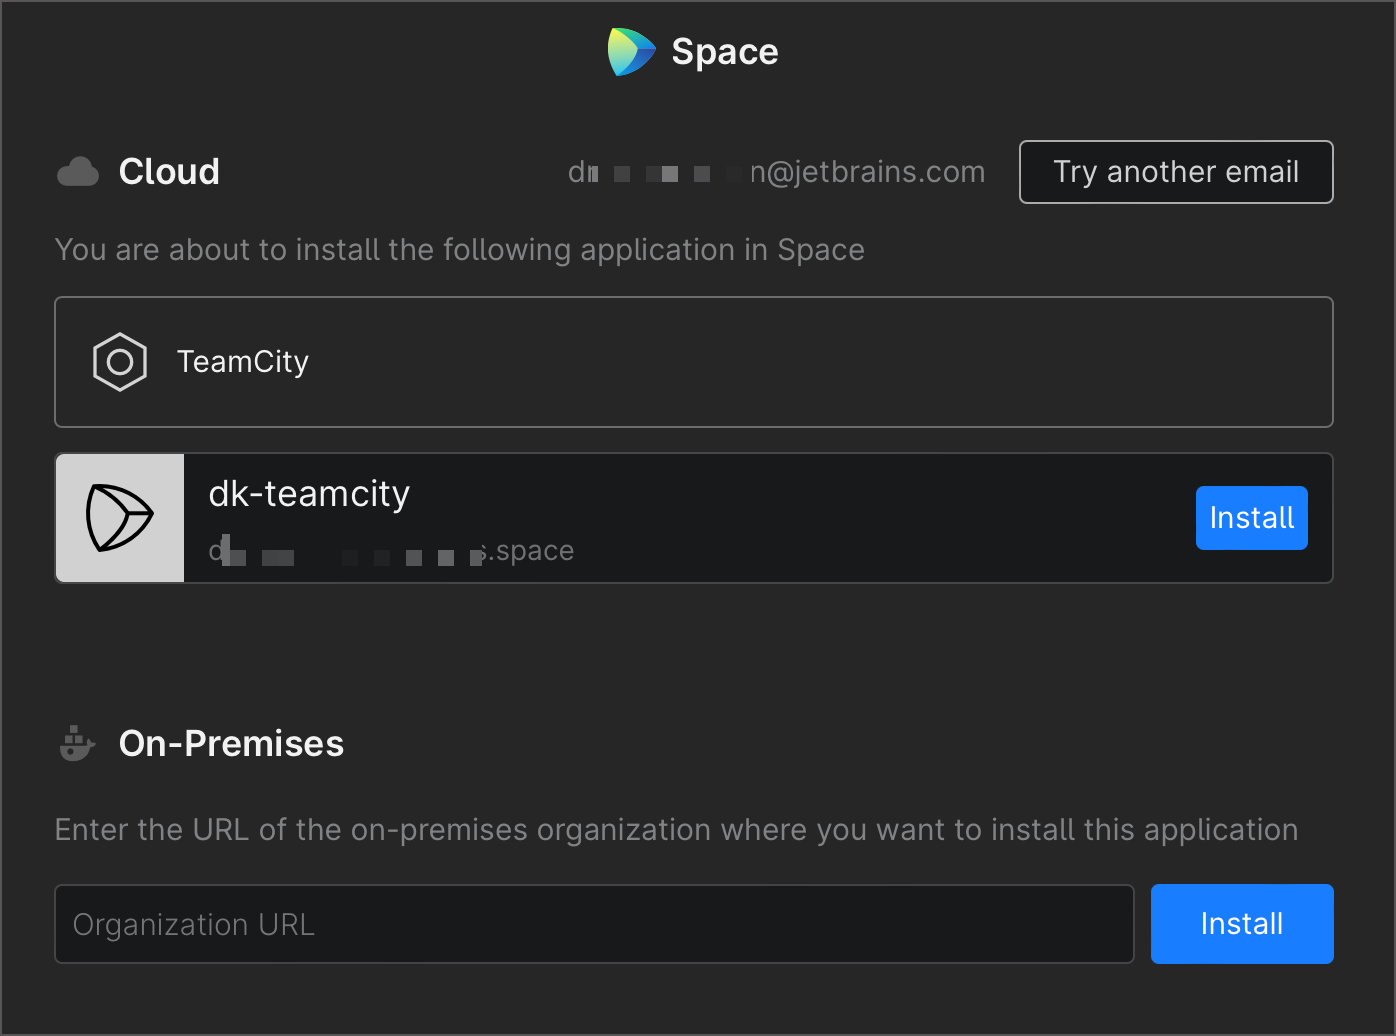 Space
Cloud
n@jetbrains.com
Try another email
You are about to install the following application in Space
TeamCity
dk-teamcity
Install
.space
On-Premises
Enter the URL of the on-premises organization where you want to install this application
Organization URL
Install